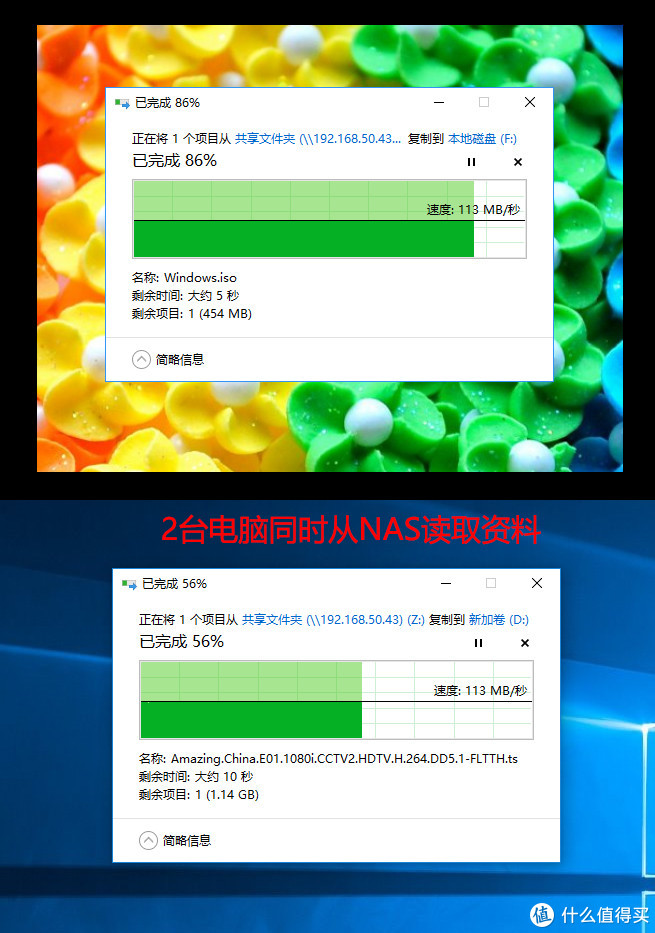 已完成 86%
正在将 1 个项目从 共享文件夹 (\\192.168.50.43... 复制到 本地磁盘 (F:)
已完成 86%
速度: 113 MB/秒
名称: Windows.iso
剩余时间: 大约 5 秒
剩余项目: 1 (454 MB)
简略信息
2台电脑同时从NAS读取资料
已完成 56%
正在将 1 个项目从 共享文件夹 (\\192.168.50.43) (Z:) 复制到 新加卷 (D:)
已完成 56%
速度: 113 MB/秒
名称: Amazing.China.E01.1080i.CCTV2.HDTV.H.264.DD5.1-FLTTH.ts
剩余时间: 大约 10 秒
剩余项目: 1 (1.14 GB)
简略信息
值 什么值得买